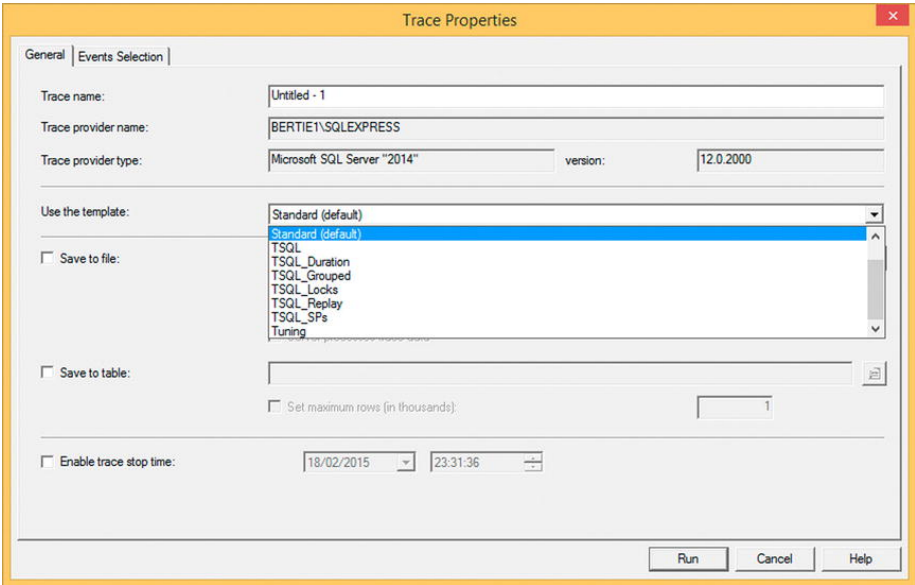 Trace Properties
General
Events Selection
Trace name:
Untitled - 1
Trace provider name:
BERTIE1\SQLEXPRESS
Trace provider type:
Microsoft SQL Server "2014"
version:
12.0.2000
Use the template:
Standard (default)
Standard (default)
TSQL
TSQL_Duration
TSQL_Grouped
TSQL_Locks
TSQL_Replay
TSQL_SPs
Tuning
Save to file:
Save to table:
Set maximum rows (in thousands):
1
Enable trace stop time:
18/02/2015
23:31:36
Run
Cancel
Help